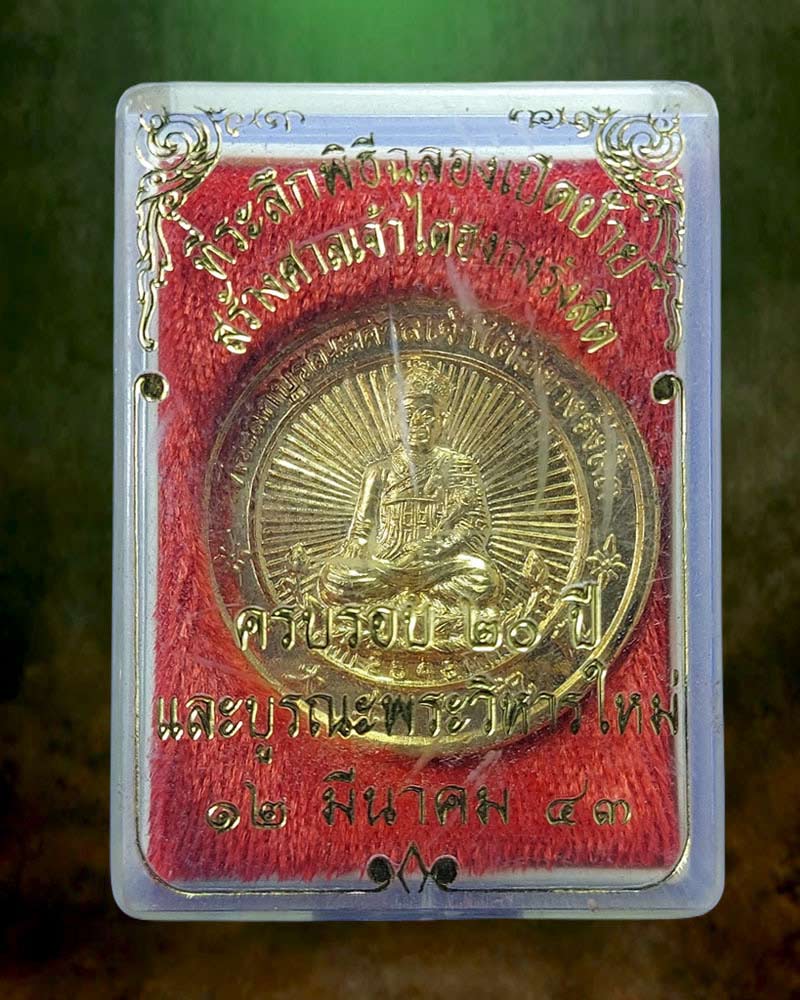 ที่ระลึกพิธีฉลองเปิดป้าย
สร้างศาลเจ้าไต่ฮงกงรังสิต
ครบรอบ ๒๑ ปี
และบูรณะพระวิหารใหม่
๑๒ มีนาคม ๔๓